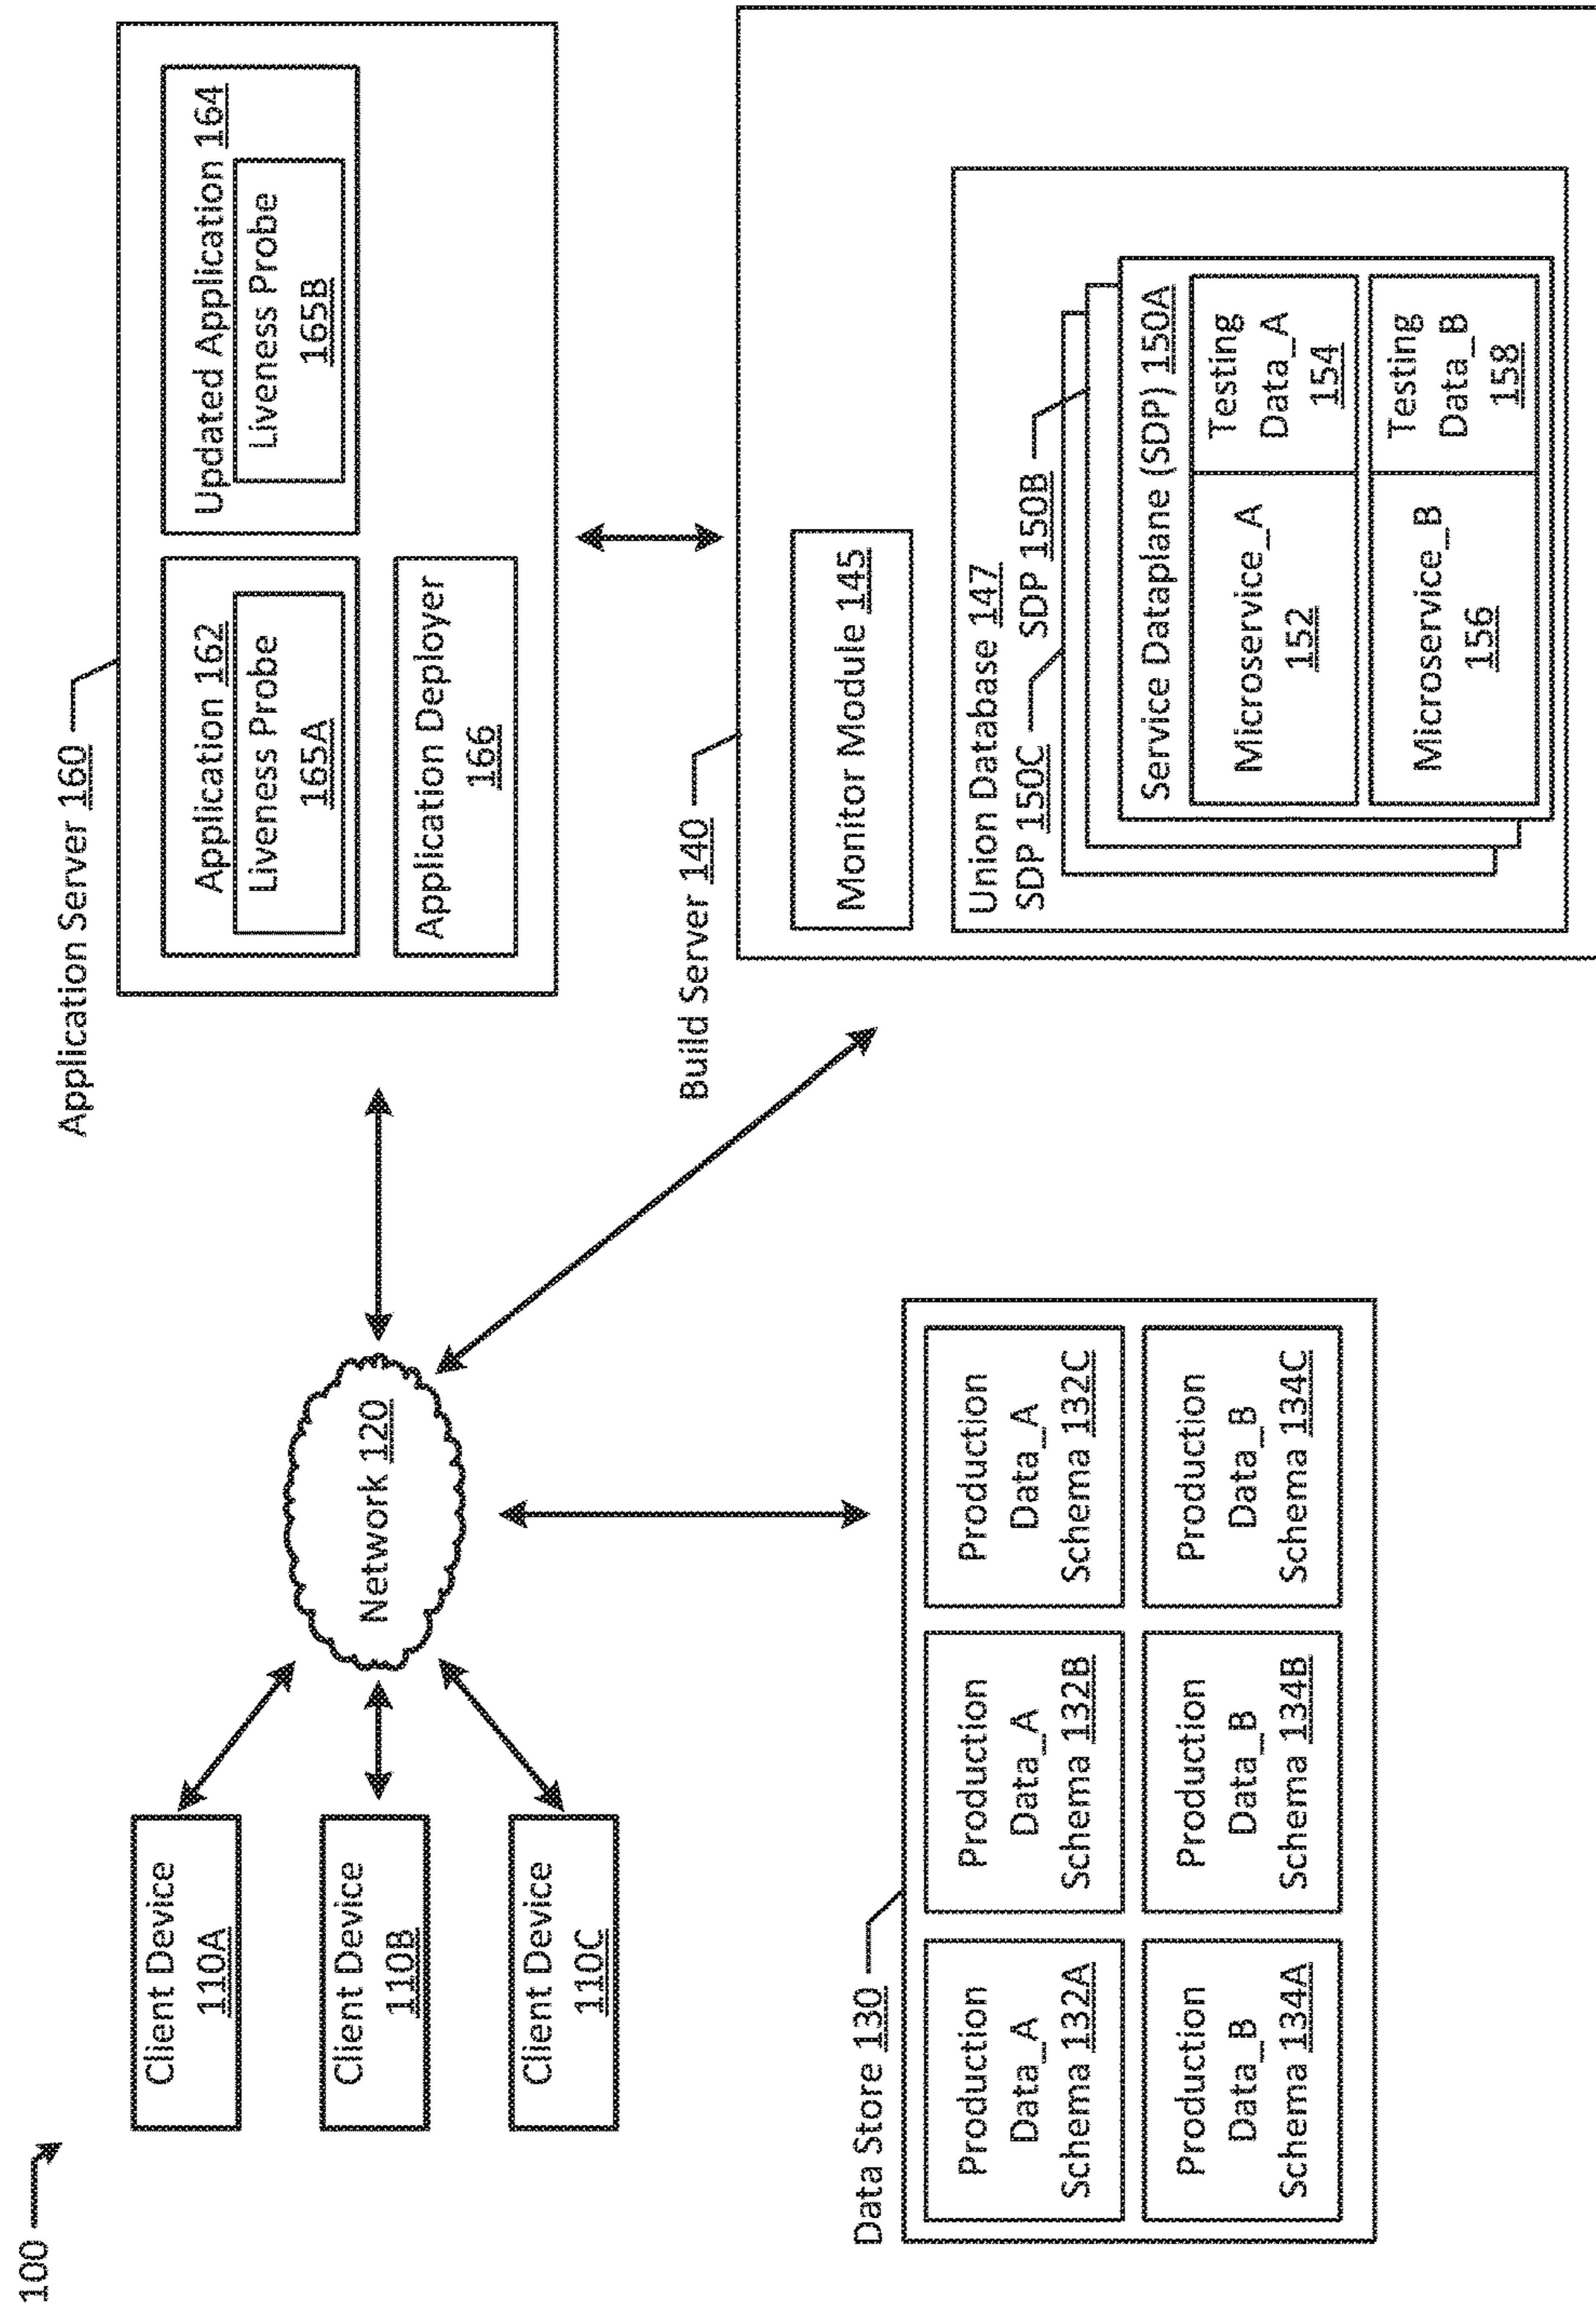 100
Client Device
110A
Client Device
110B
Client Device
110C
Network 120
Application Server 160
Application 162
Liveness Probe
165A
Updated Application 164
Liveness Probe
165B
Application Deployer
166
Data Store 130
Production
Data_A
Schema 132A
Production
Data_A
Schema 132B
Production
Data_A
Schema 132C
Production
Data_B
Schema 134A
Production
Data_B
Schema 134B
Production
Data_B
Schema 134C
Build Server 140
Monitor Module 145
Union Database 147
SDP 150C
SDP 150B
Service Dataplane (SDP) 150A
Microservice_A
152
Testing
Data_A
154
Microservice_B
156
Testing
Data_B
158